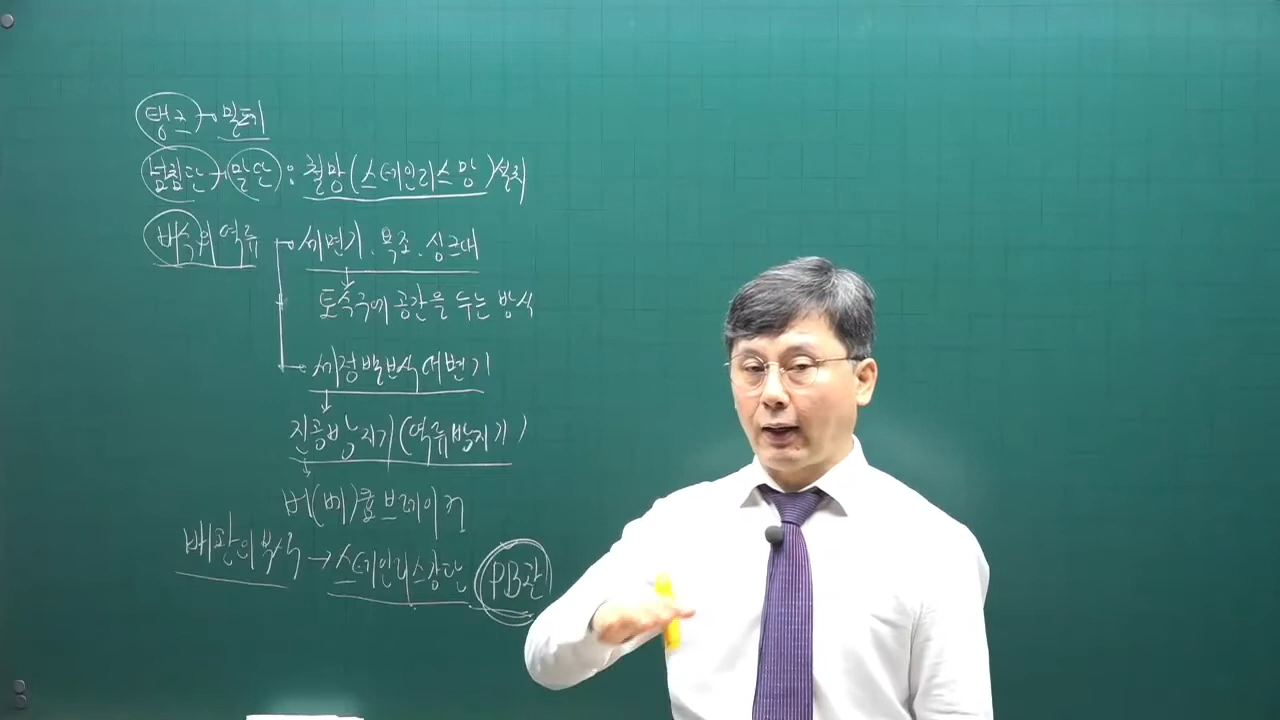 탱크 → 밀폐
넘침관 → 말단 : 철망(스테인리스망)설치
배수의 역류 → 세면기, 욕조, 싱크대
↓
토수구에 공간을 두는 방식
→ 세정밸브식 대변기
↓
진공방지기(역류방지기)
↓
버(베)큠브레이커
배관의 부식 → 스테인리스강관 PB관